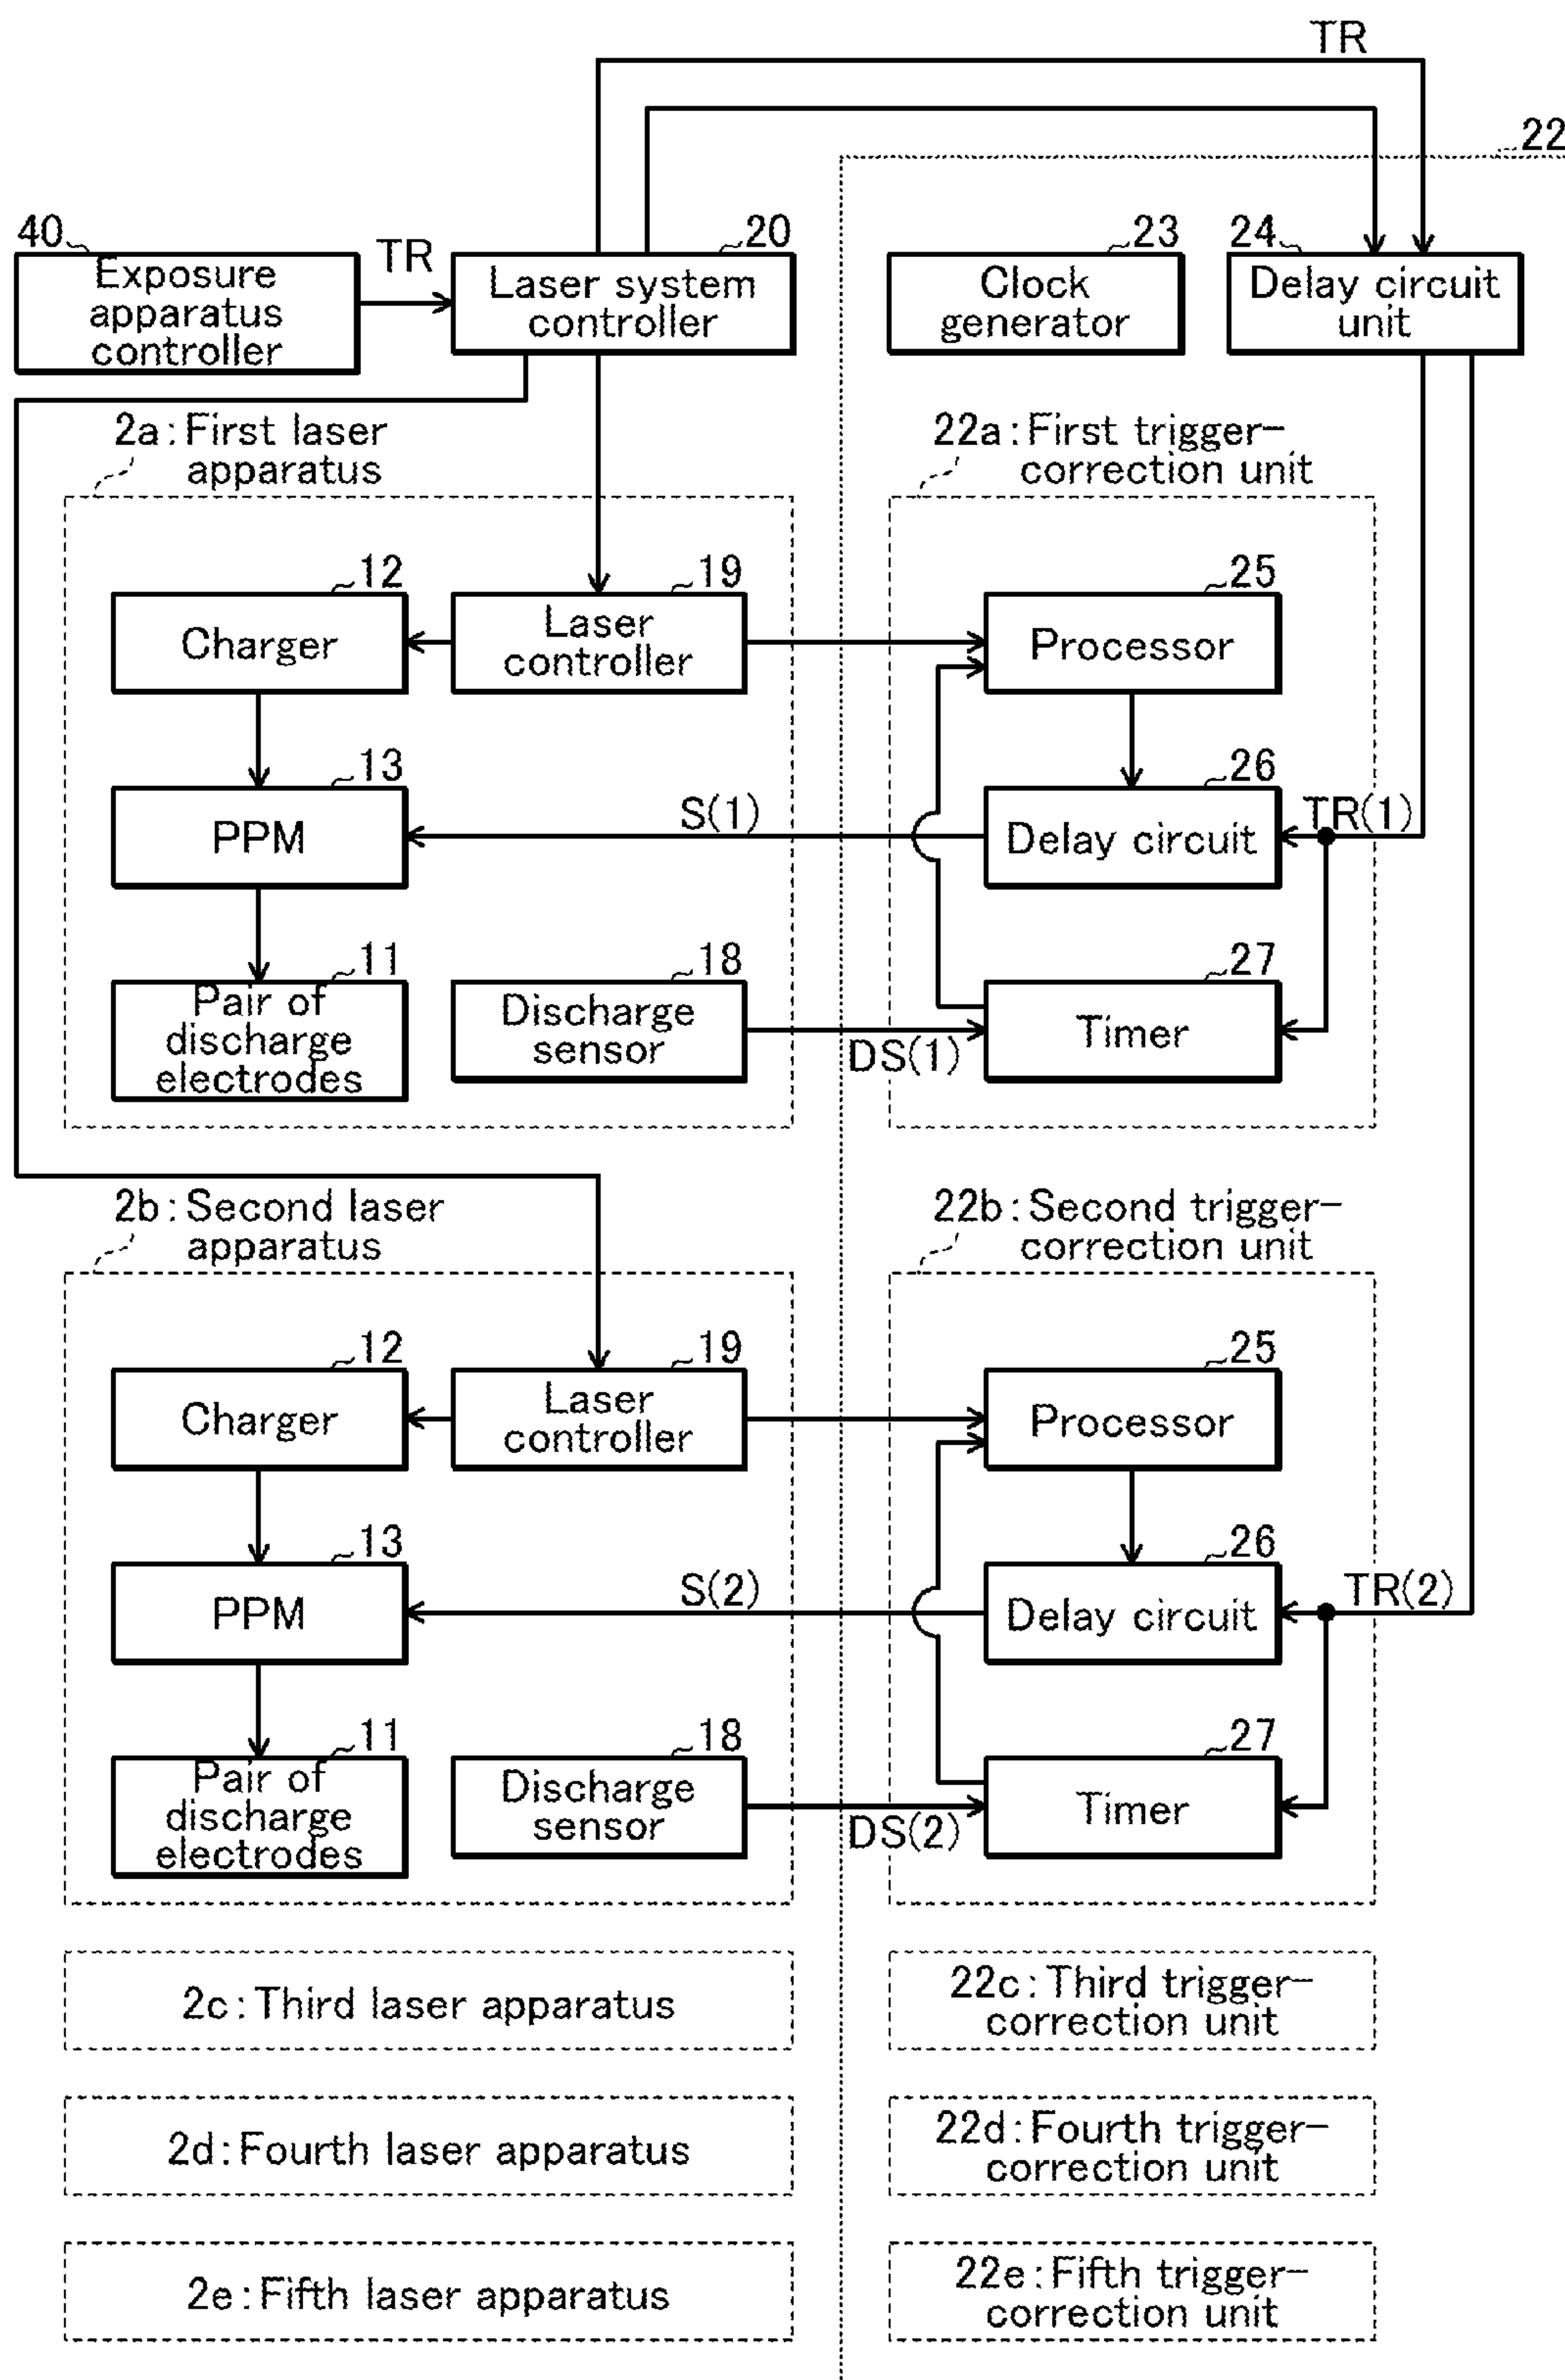 TR
22
40
TR
20
23
24
Exposure
apparatus
controller
Laser system
controller
Clock
generator
Delay circuit
unit
2a:First laser
apparatus
22a:First trigger-
correction unit
12
19
25
Charger
Laser
controller
Processor
13
S(1)
26
TR(1)
PPM
Delay circuit
11
18
27
Pair of
discharge
electrodes
Discharge
sensor
DS(1)
Timer
2b:Second laser
apparatus
22b:Second trigger-
correction unit
12
19
25
Charger
Laser
controller
Processor
13
S(2)
26
TR(2)
PPM
Delay circuit
11
18
27
Pair of
discharge
electrodes
Discharge
sensor
DS(2)
Timer
2c:Third laser apparatus
22c:Third trigger-
correction unit
2d:Fourth laser apparatus
22d:Fourth trigger-
correction unit
2e:Fifth laser apparatus
22e:Fifth trigger-
correction unit